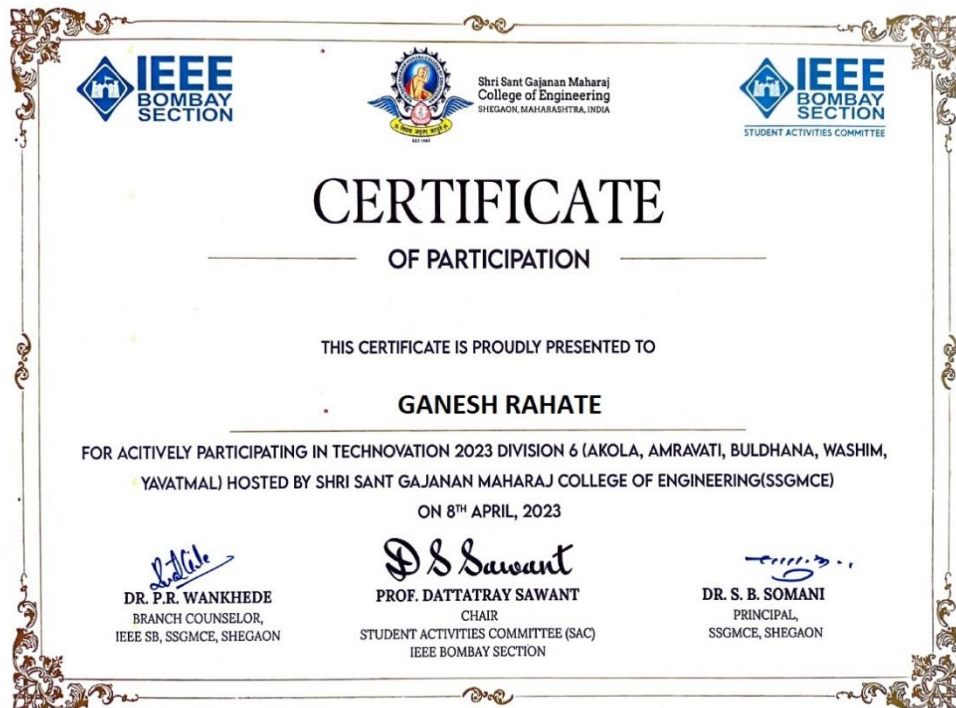 IEEE
BOMBAY
SECTION
Shri Sant Gajanan Maharaj
College of Engineering
SHEGAON, MAHARASHTRA, INDIA
IEEE
BOMBAY
SECTION
STUDENT ACTIVITIES COMMITTEE
CERTIFICATE
OF PARTICIPATION
THIS CERTIFICATE IS PROUDLY PRESENTED TO
GANESH RAHATE
FOR ACITIVELY PARTICIPATING IN TECHNOVATION 2023 DIVISION 6 (AKOLA, AMRAVATI, BULDHANA, WASHIM,
YAVATMAL) HOSTED BY SHRI SANT GAJANAN MAHARAJ COLLEGE OF ENGINEERING(SSGMCE)
ON 8TH APRIL, 2023
D S Sawant
DR. P.R. WANKHEDE
BRANCH COUNSELOR,
IEEE SB, SSGMCE, SHEGAON
PROF. DATTATRAY SAWANT
CHAIR
STUDENT ACTIVITIES COMMITTEE (SAC)
IEEE BOMBAY SECTION
DR. S. B. SOMANI
PRINCIPAL,
SSGMCE, SHEGAON